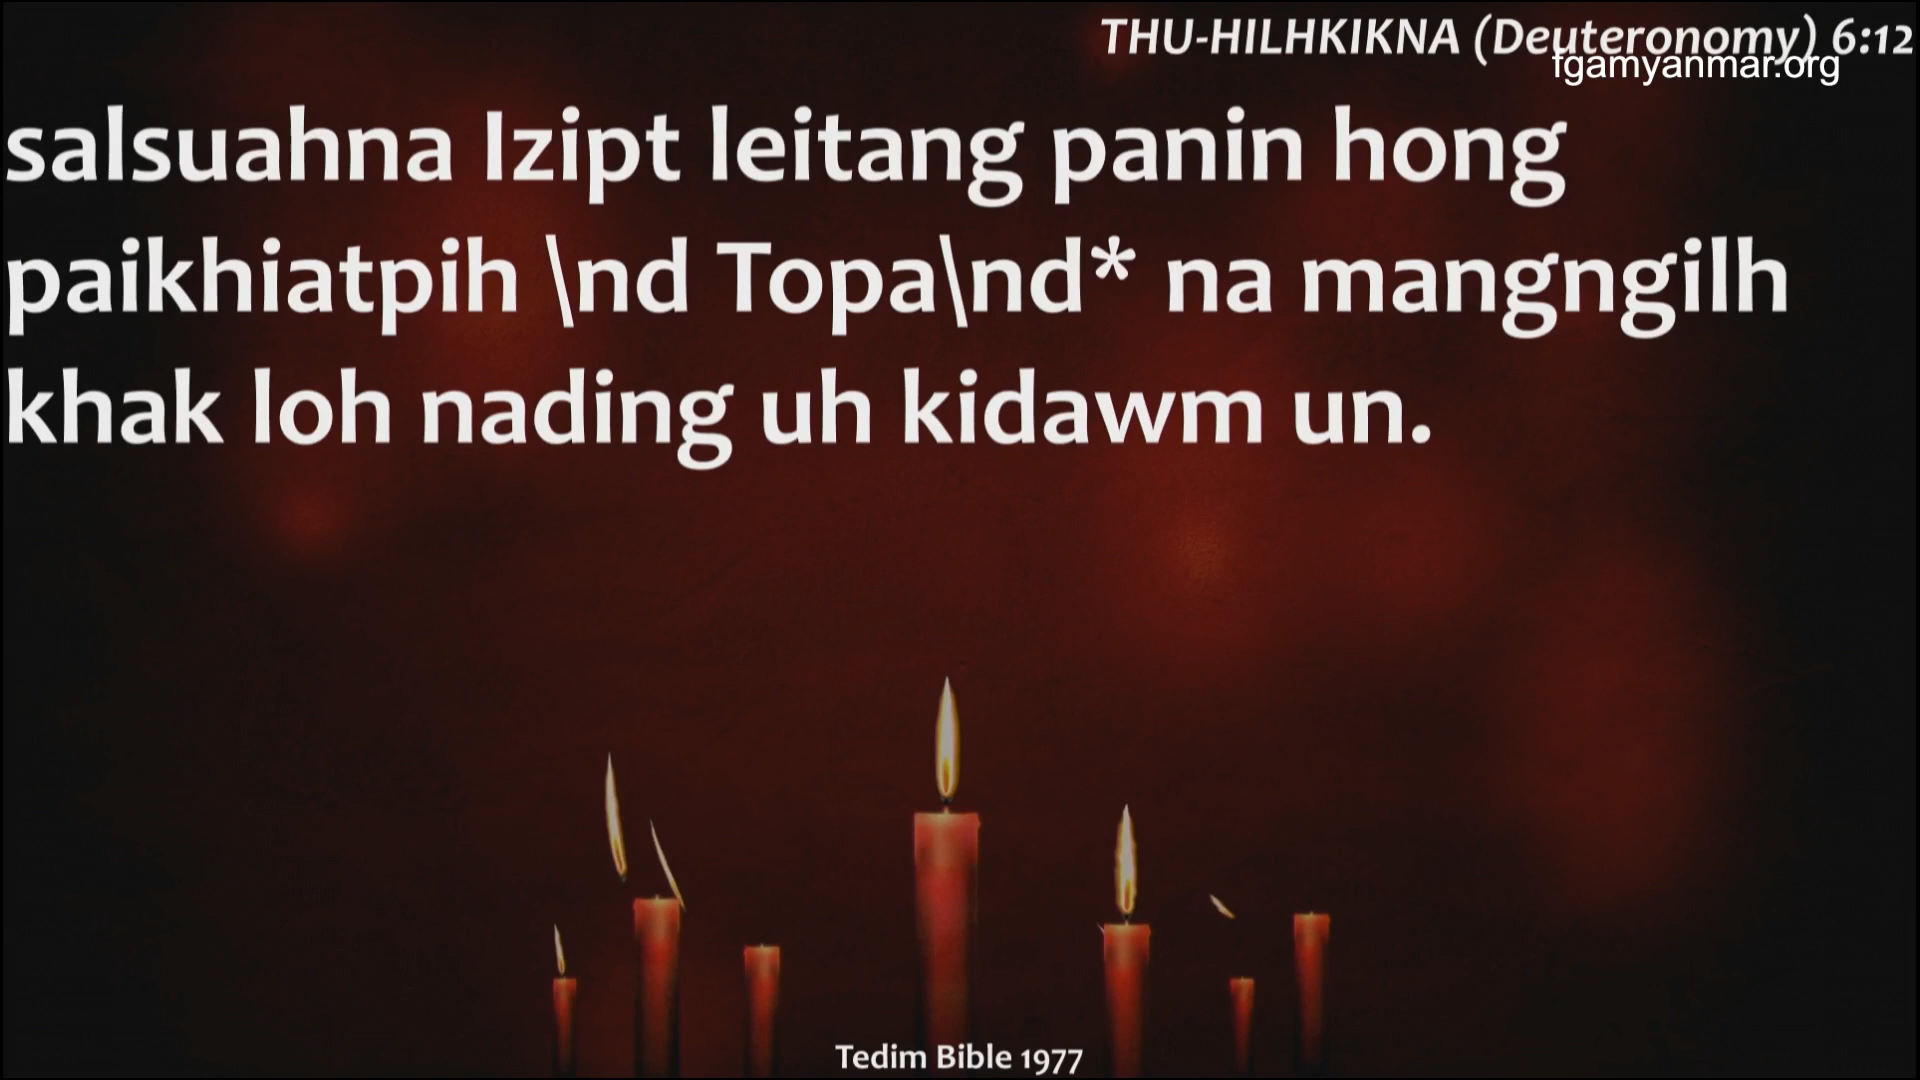 THU-HILHKIKNA (Deuteronomy) 6:12
fgamyanmar.org
salsuahna Izipt leitang panin hong
paikhiatpih \nd Topa\nd* na mangngilh
khak loh nading uh kidawm un.
Tedim Bible 1977